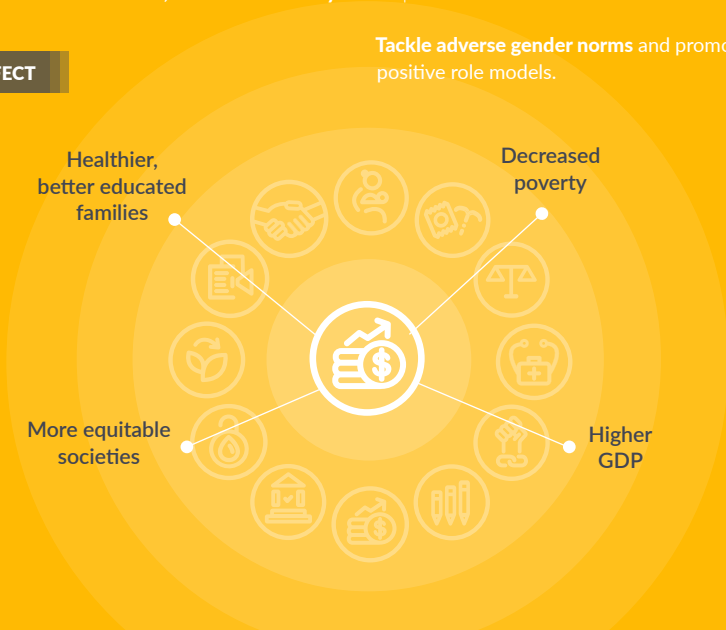 Tackle adverse gender norms and promo
positive role models.
FECT
Healthier,
better educated
families
Decreased
poverty
$
More equitable
societies
Higher
GDP
$